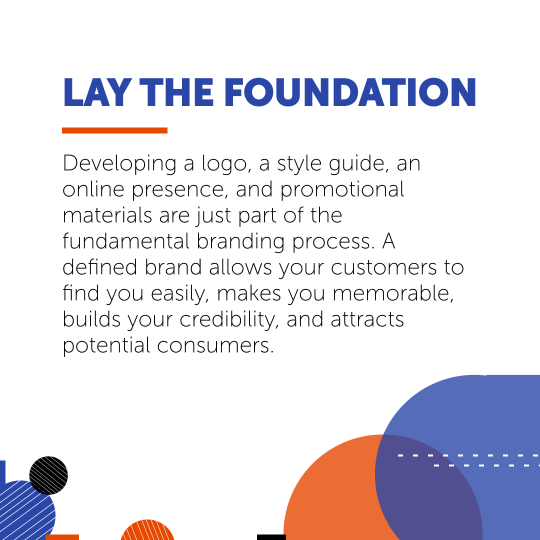 LAY THE FOUNDATION
Developing a logo, a style guide, an
online presence, and promotional
materials are just part of the
fundamental branding process. A
defined brand allows your customers to
find you easily, makes you memorable,
builds your credibility, and attracts
potential consumers.